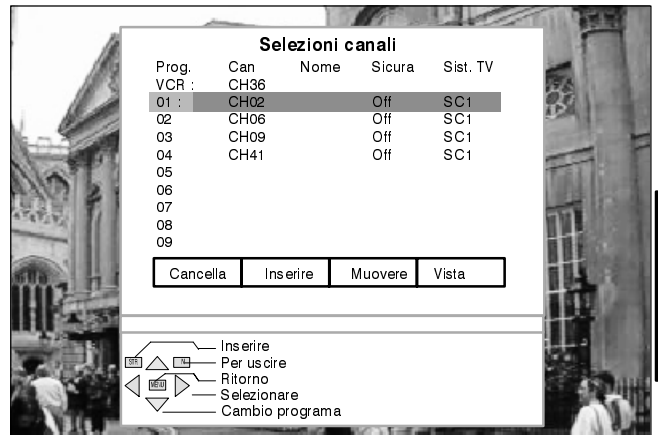 Selezioni canali
Prog. Can Nome Sicura Sist. TV
VCR : CH36
01 : CH02 Off SC1
02 CH06 Off SC1
03 CH09 Off SC1
04 CH41 Off SC1
05
06
07
08
09
Cancella Inserire Muovere Vista
Inserire
STR N Per uscire
MENU Ritorno
Selezionare
Cambio programa